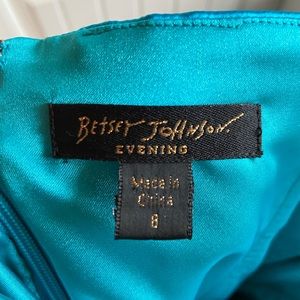 BETSEY JOHNSON
EVENING
Made in
China
8